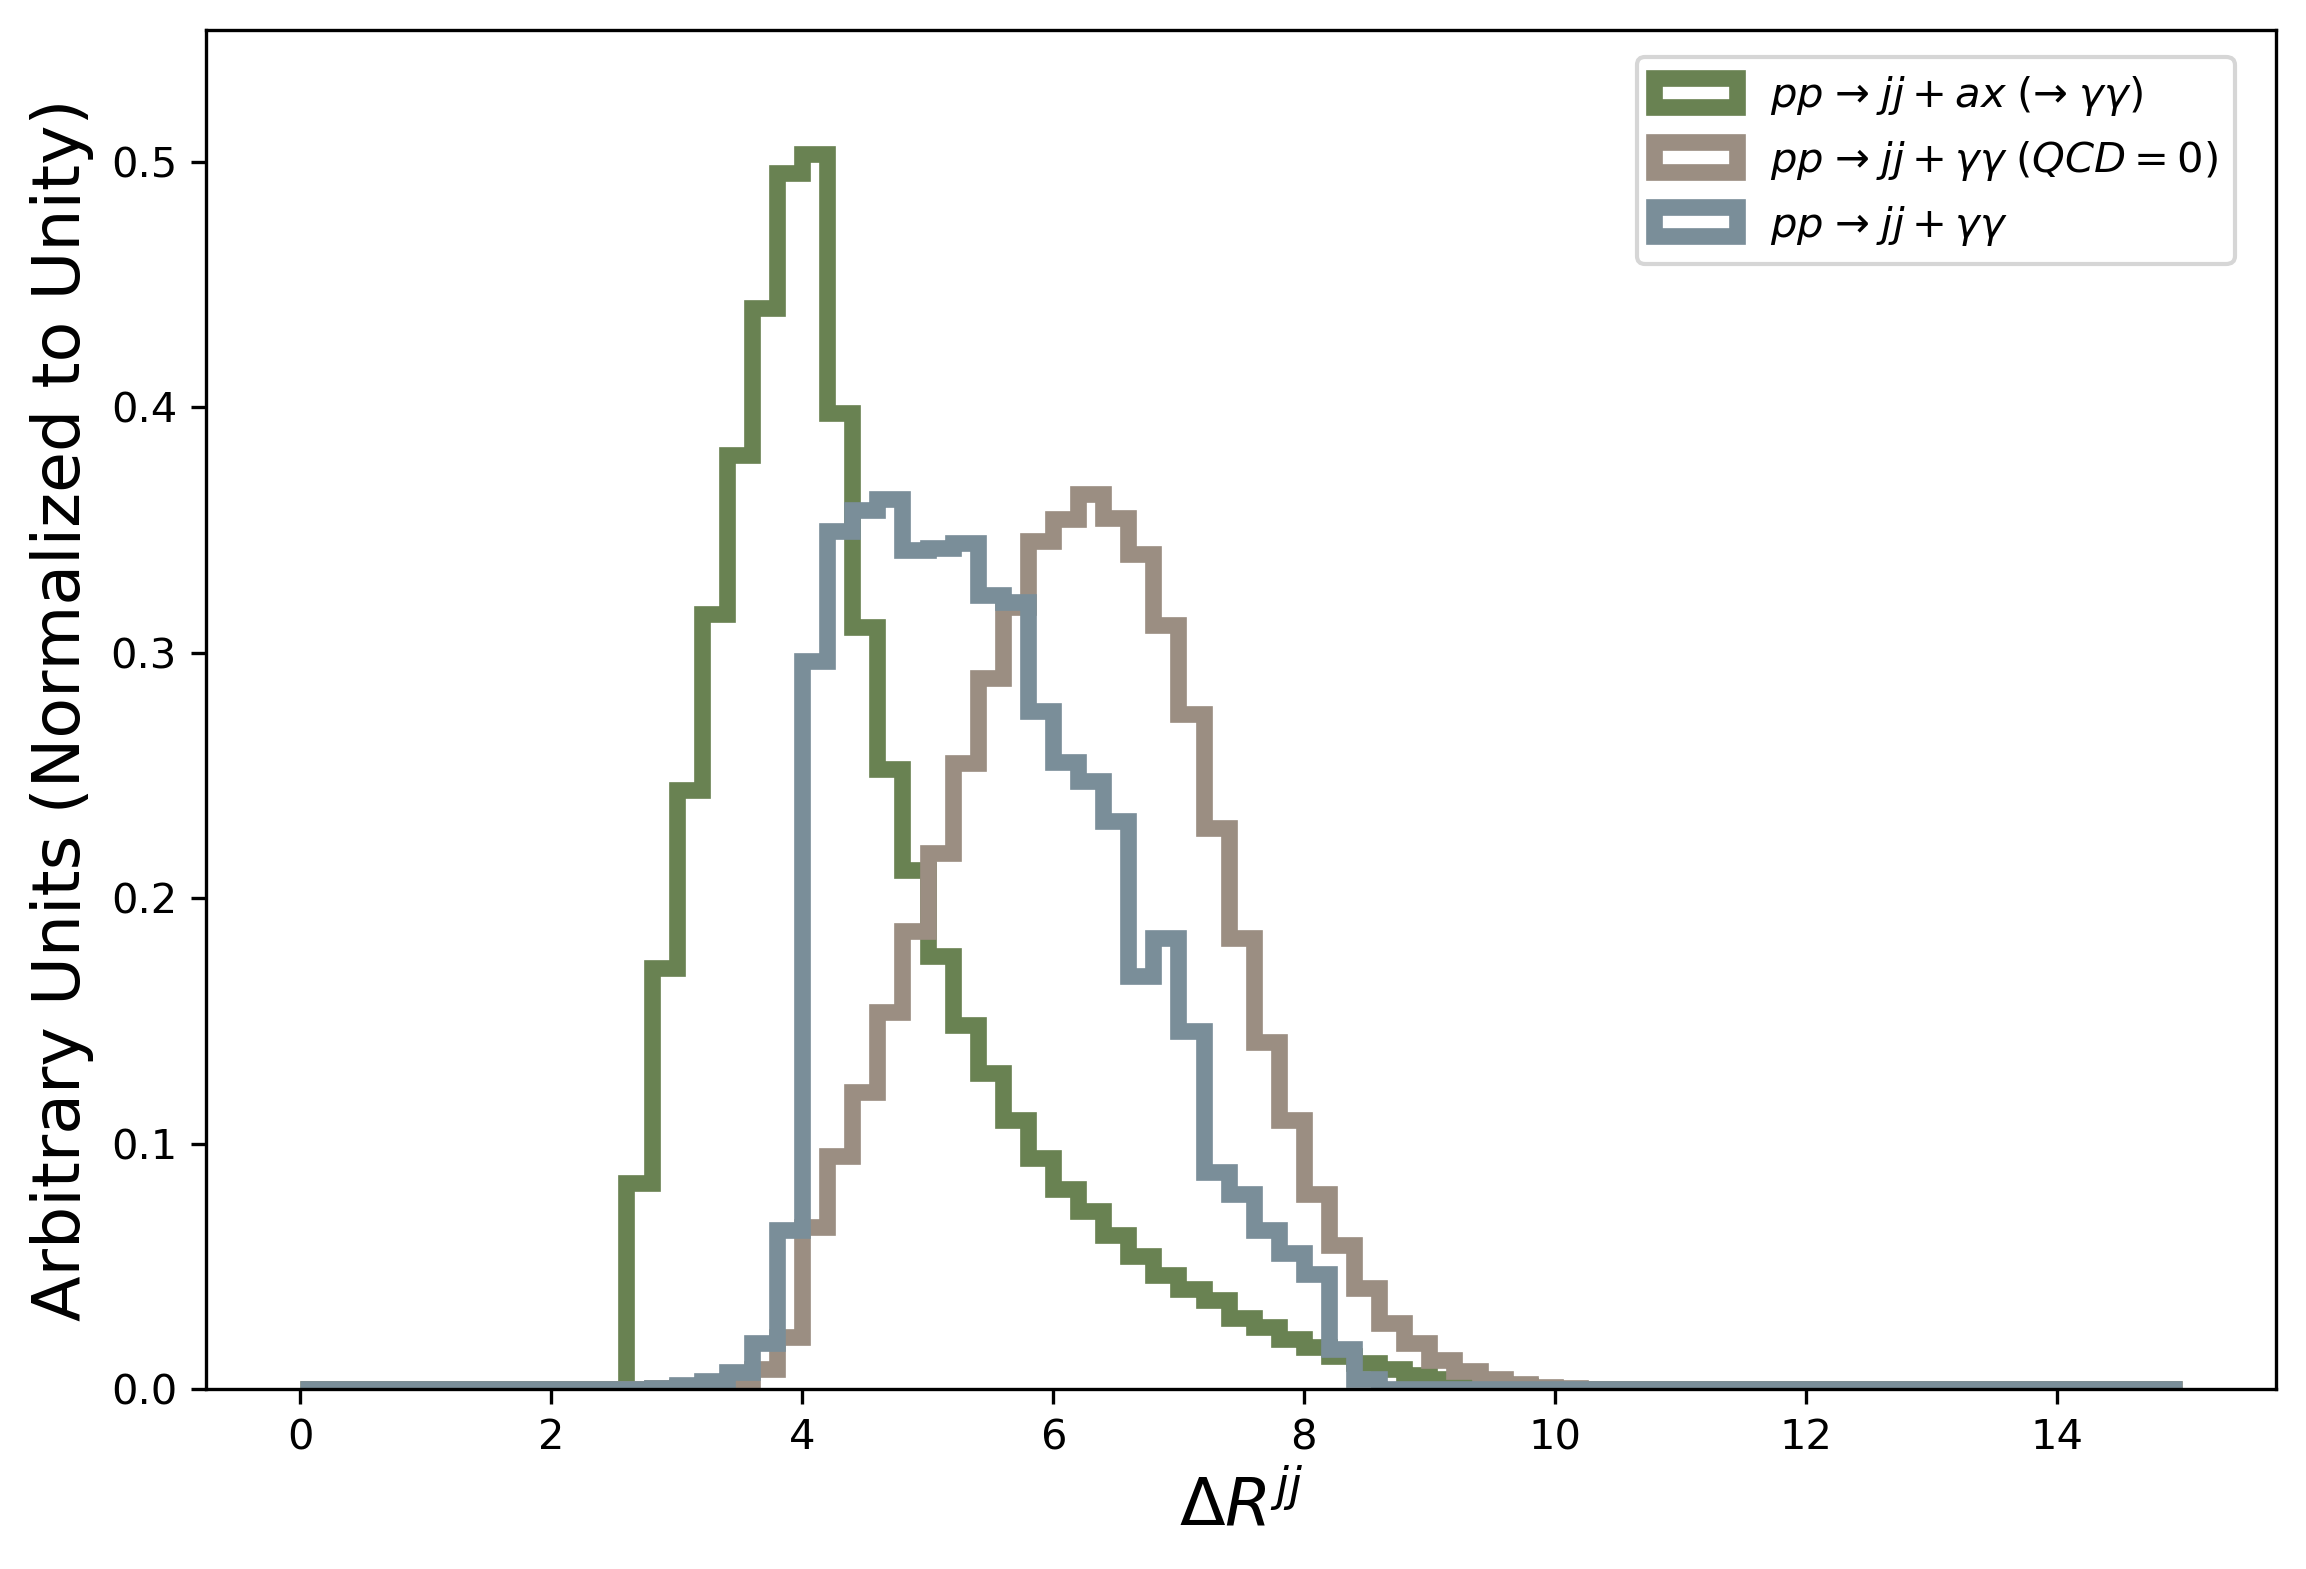 pp → jj + ax (→ γγ)
pp → jj + γγ (QCD = 0)
pp → jj + γγ
Arbitrary Units (Normalized to Unity)
0.5
0.4
0.3
0.2
0.1
0.0
0 2 4 6 8 10 12 14
ΔR^{jj}